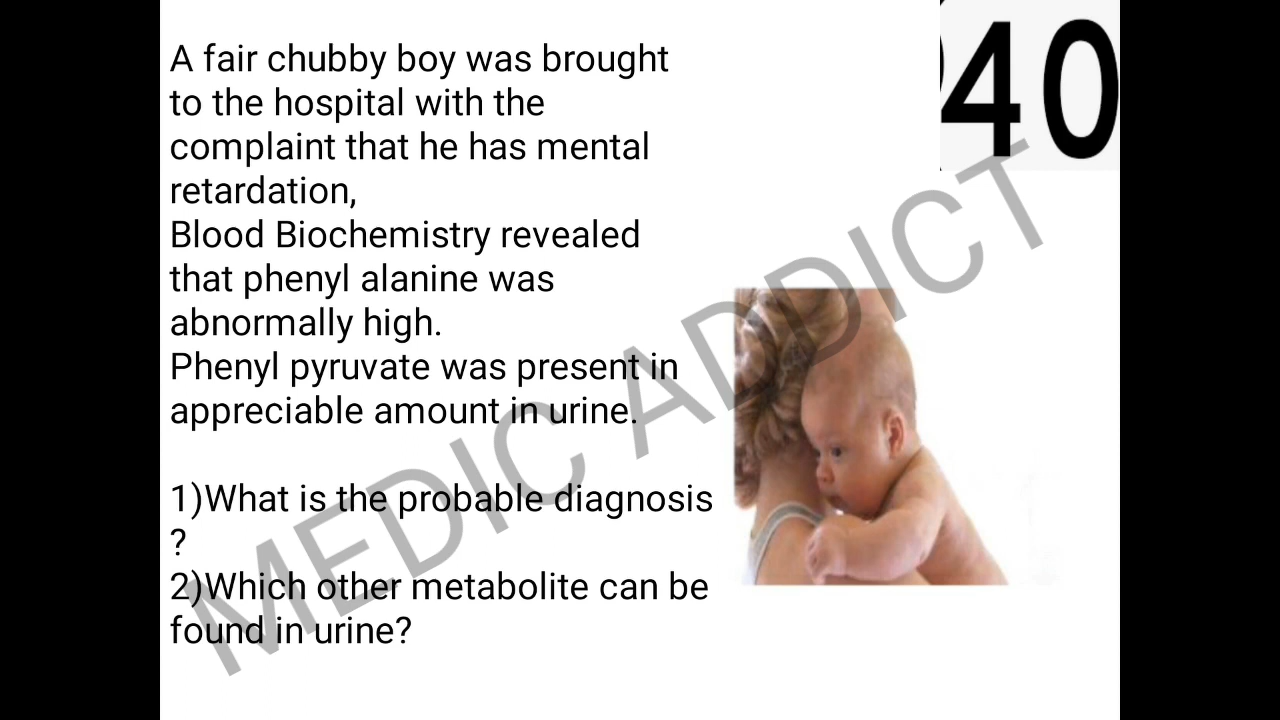 40
A fair chubby boy was brought
to the hospital with the
complaint that he has mental
retardation,
Blood Biochemistry revealed
that phenyl alanine was
abnormally high.
Phenyl pyruvate was present in
appreciable amount in urine.
1)What is the probable diagnosis
?
2)Which other metabolite can be
found in urine?
MEDIC ADDICT